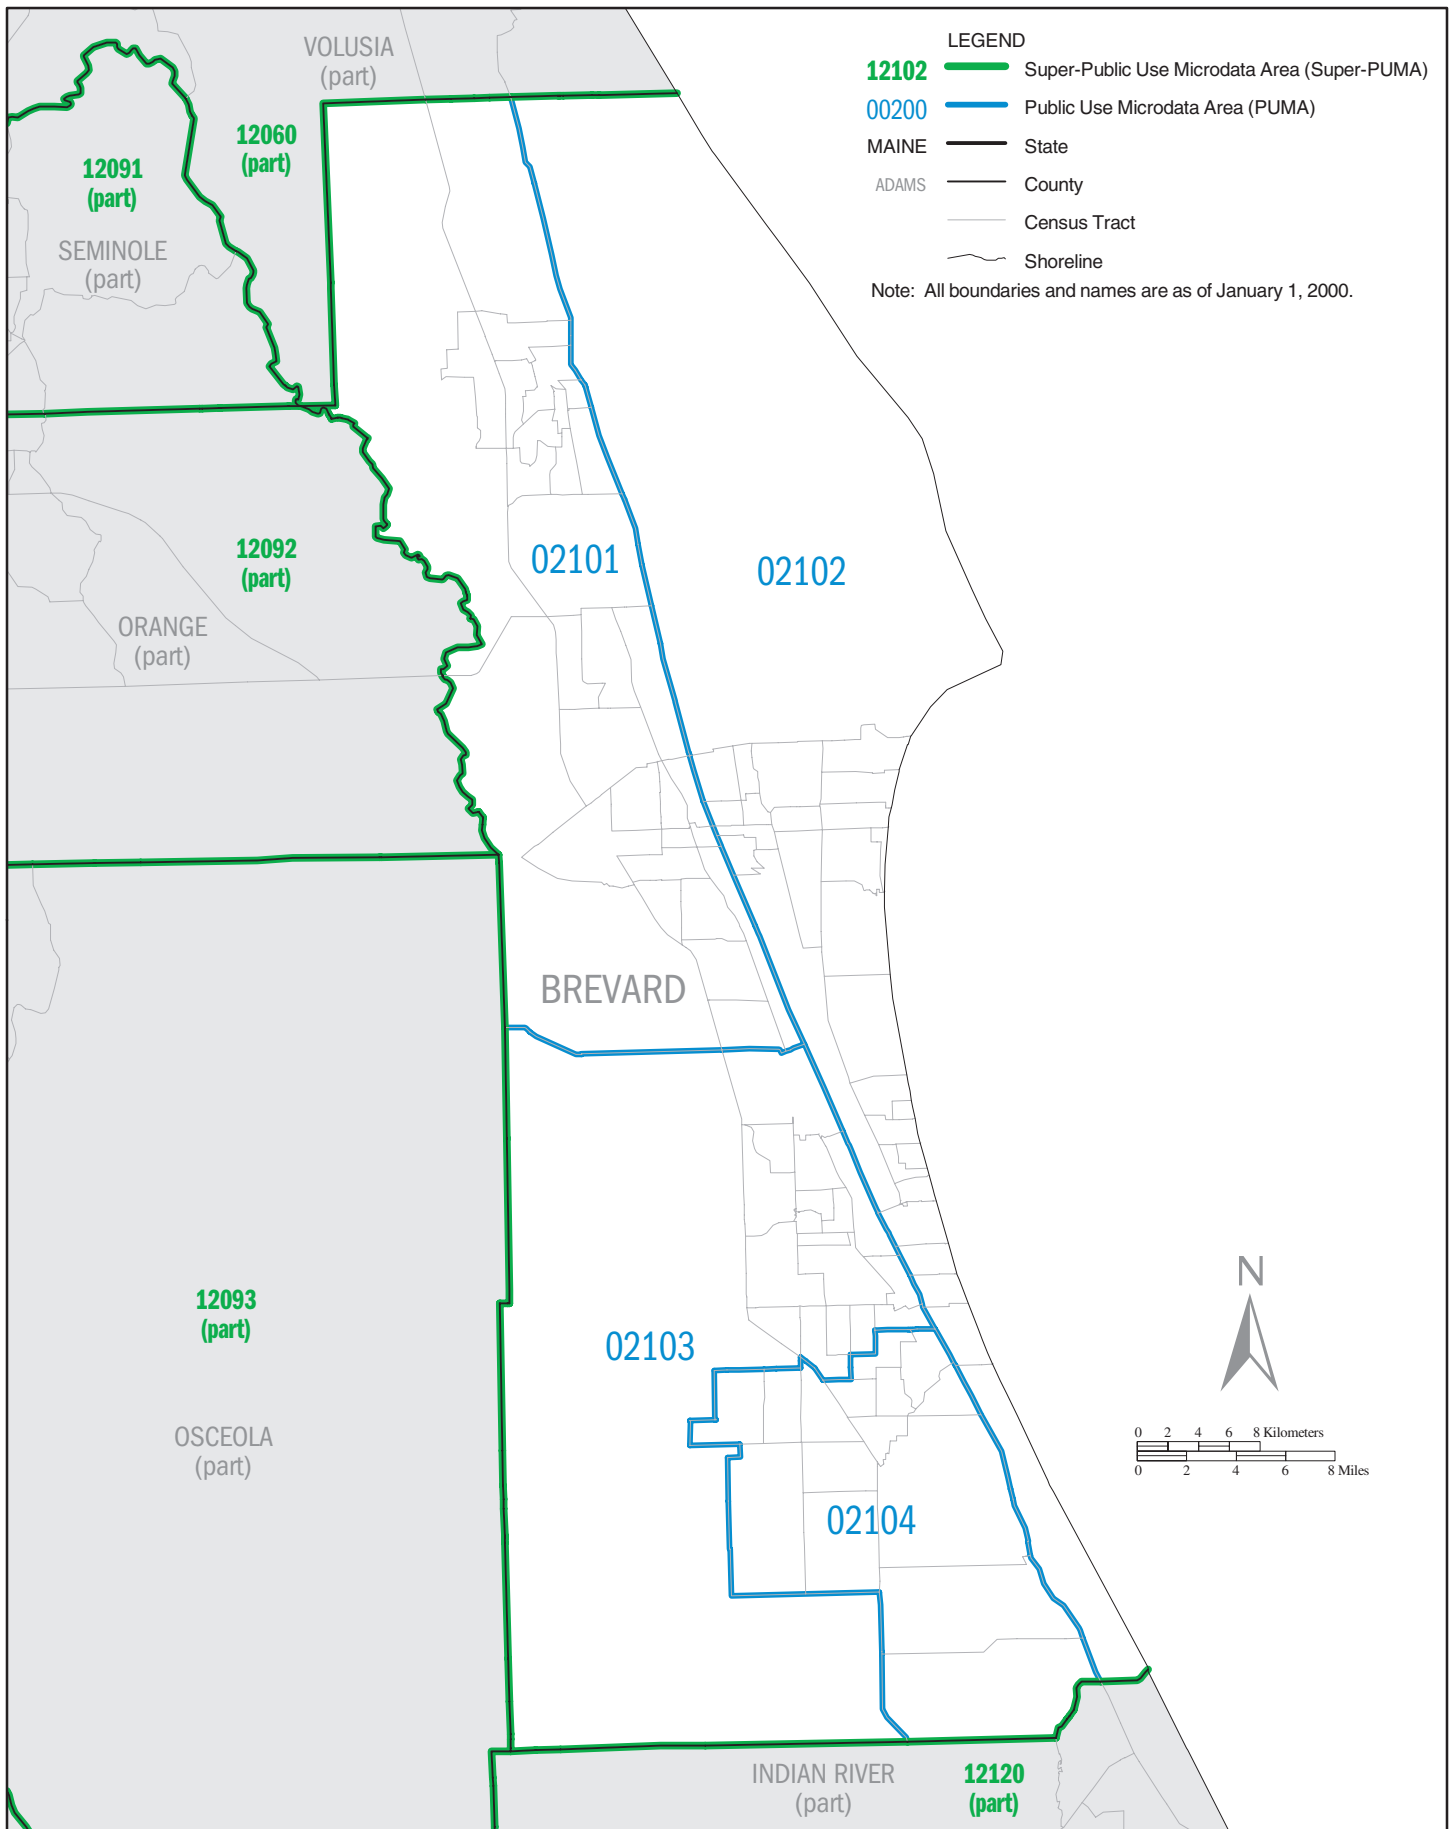 LEGEND
12102 Super-Public Use Microdata Area (Super-PUMA)
00200 Public Use Microdata Area (PUMA)
MAINE State
ADAMS County
Census Tract
Shoreline
Note: All boundaries and names are as of January 1, 2000.
VOLUSIA
(part)
12060
(part)
12091
(part)
SEMINOLE
(part)
12092
(part)
ORANGE
(part)
02101
02102
BREVARD
12093
(part)
OSCEOLA
(part)
02103
02104
N
0 2 4 6 8 Kilometers
0 2 4 6 8 Miles
INDIAN RIVER
(part)
12120
(part)